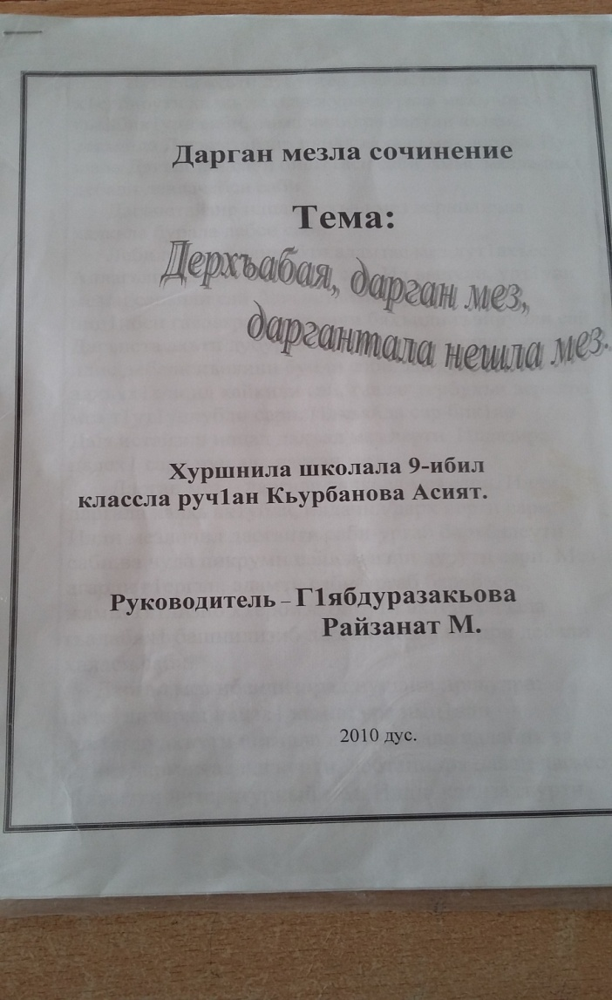 Дарган мезла сочинение
Тема:
Дерхъабая, дарган мез,
даргантала нешла мез.
Хуршнила школала 9-ибил
классла руч1ан Кьурбанова Асият.
Руководитель – Г1ябдуразакьова
Райзанат М.
2010 дус.